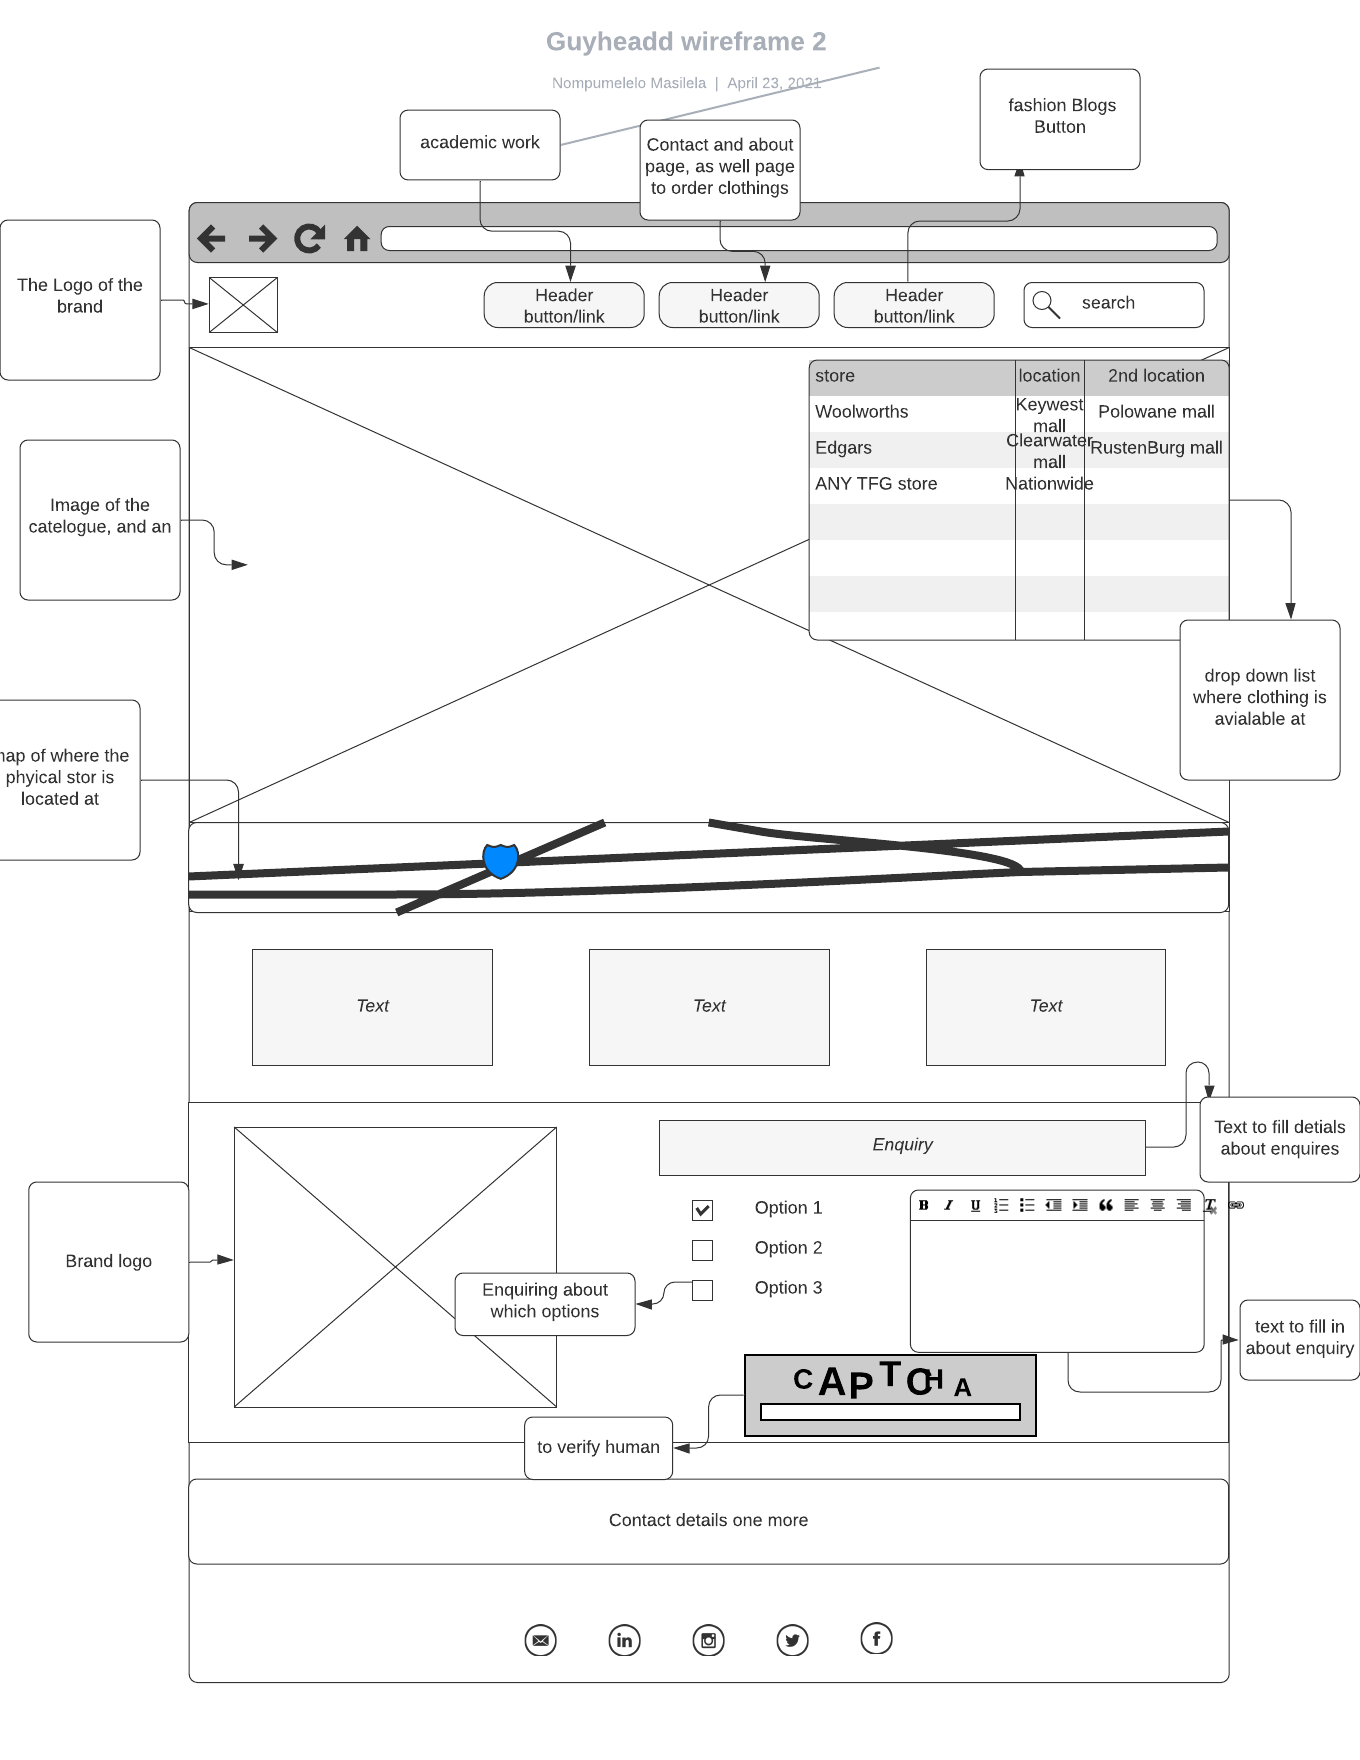 Guyheadd wireframe 2
Nompumelelo Masilela | April 23, 2021
fashion Blogs
Button
academic work
Contact and about
page, as well page
to order clothings
The Logo of the
brand
Header
button/link
Header
button/link
Header
button/link
search
store location 2nd location
Woolworths Keywest mall Polowane mall
Edgars Clearwater mall RustenBurg mall
ANY TFG store Nationwide
Image of the
catelogue, and an
drop down list
where clothing is
avialable at
of where the
phyical stor is
located at
Text
Text
Text
Text to fill detials
about enquires
Enquiry
Brand logo
Option 1
Option 2
Option 3
B I U
Enquiring about
which options
text to fill in
about enquiry
CAPTCHA
to verify human
Contact details one more